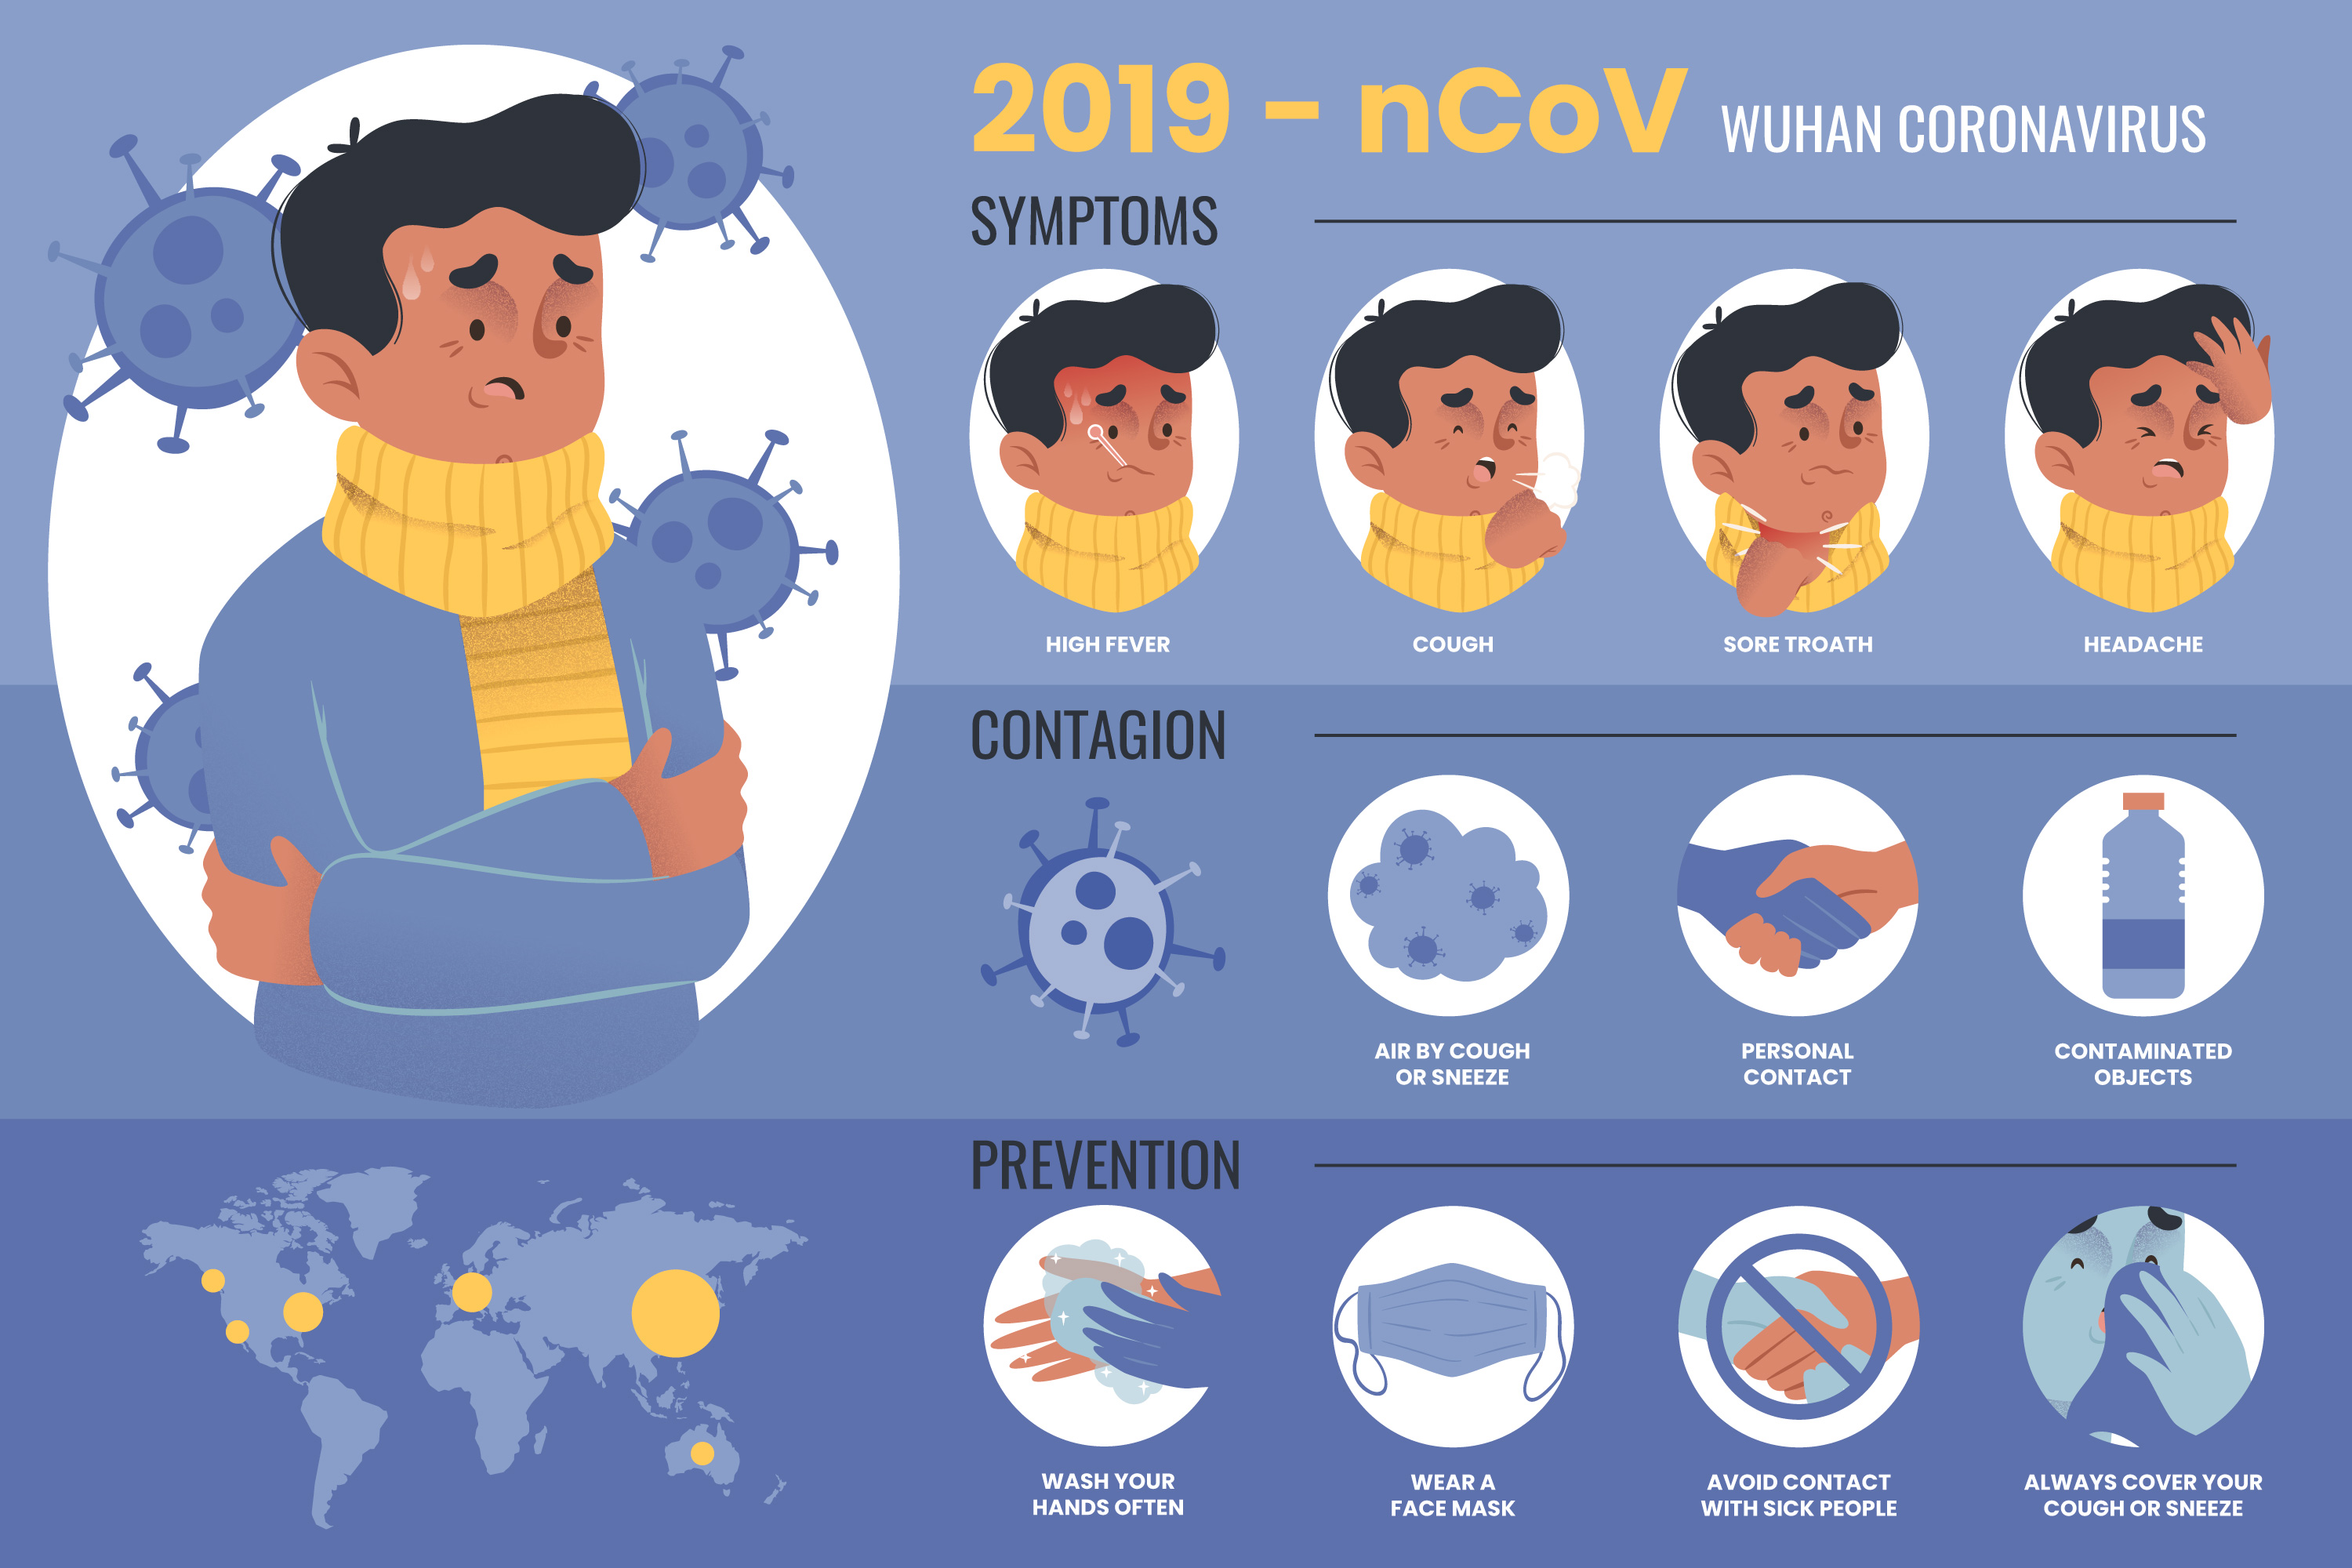 2019 - nCoV WUHAN CORONAVIRUS
SYMPTOMS
HIGH FEVER
COUGH
SORE TROATH
HEADACHE
CONTAGION
AIR BY COUGH
OR SNEEZE
PERSONAL
CONTACT
CONTAMINATED
OBJECTS
PREVENTION
WASH YOUR
HANDS OFTEN
WEAR A
FACE MASK
AVOID CONTACT
WITH SICK PEOPLE
ALWAYS COVER YOUR
COUGH OR SNEEZE